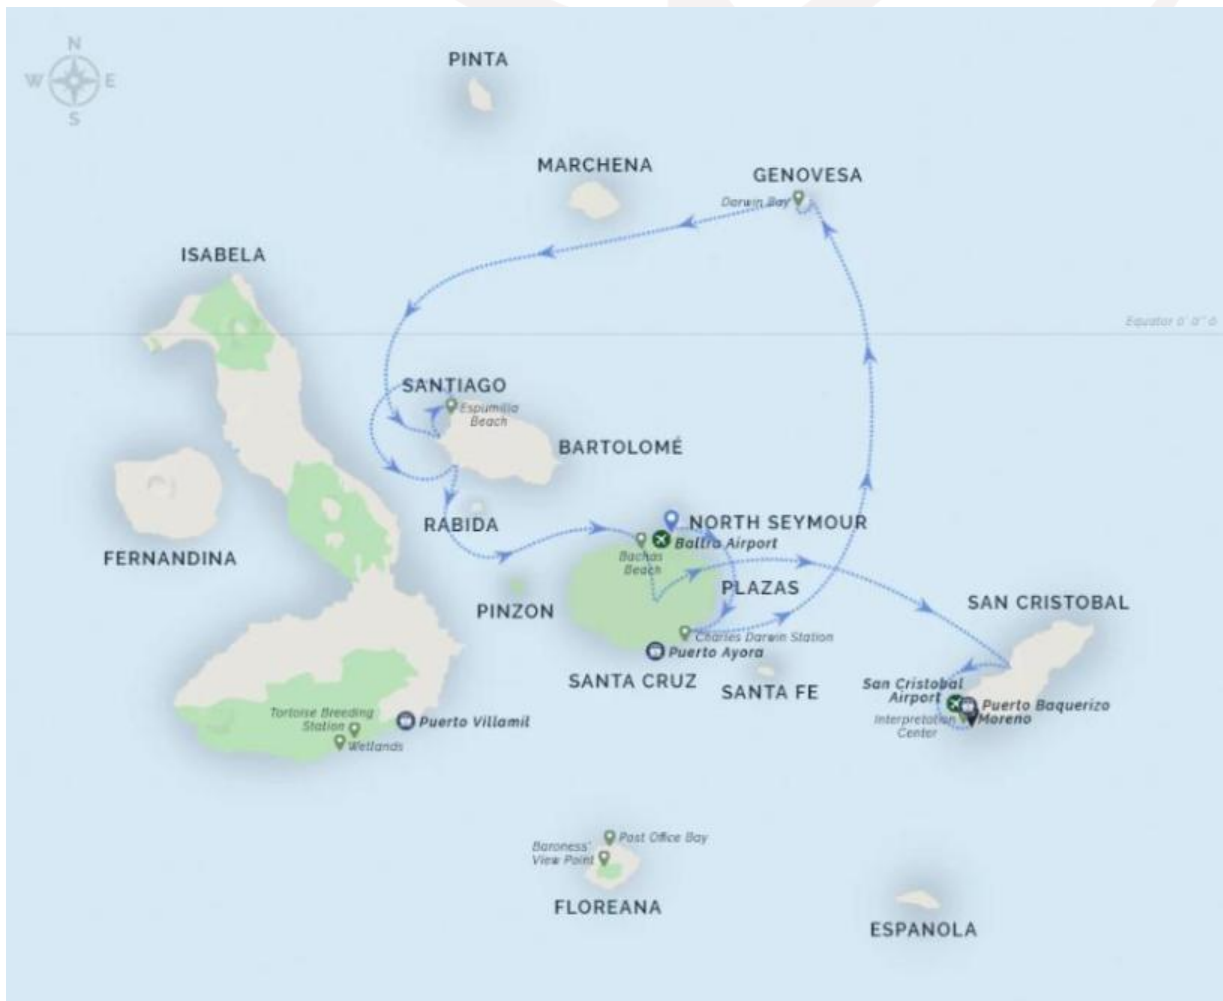 N
W E
S
PINTA
MARCHENA
GENOVESA
Darwin Bay
ISABELA
Equator 0° 0'' 0
SANTIAGO
Espumilla
Beach
BARTOLOMÉ
RABIDA
NORTH SEYMOUR
Baltra Airport
Bachas
Beach
FERNANDINA
PINZON
PLAZAS
SAN CRISTOBAL
Charles Darwin Station
Puerto Ayora
SANTA CRUZ
SANTA FE
San Cristobal
Airport
Puerto Baquerizo
Moreno
Interpretation
Center
Tortoise Breeding
Station
Puerto Villamil
Wetlands
Post Office Bay
Baroness'
View Point
FLOREANA
ESPANOLA